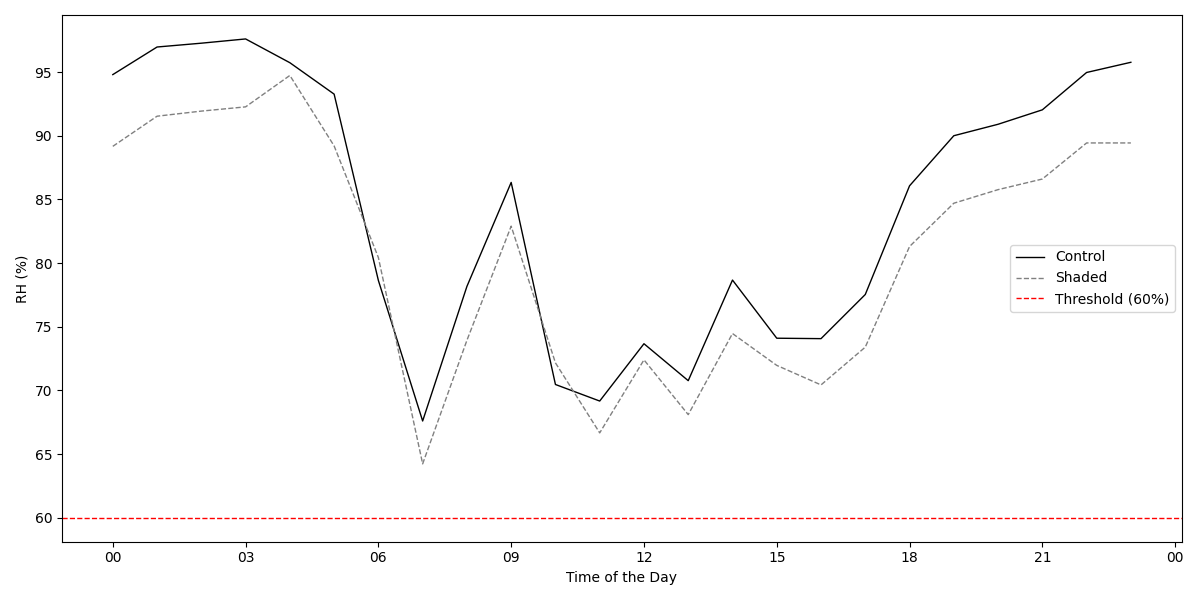 95
90
85
80
75
70
65
60
RH (%)
Control
Shaded
Threshold (60%)
00 03 06 09 12 15 18 21 00
Time of the Day